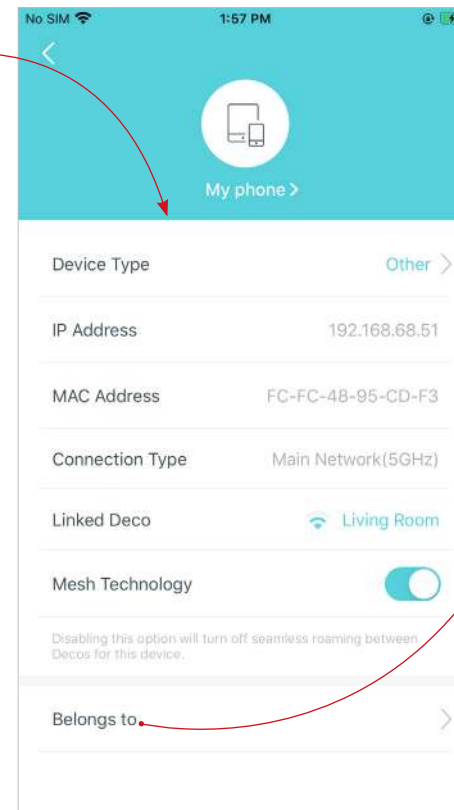 No SIM 1:57 PM
My phone >
Device Type Other >
IP Address 192.168.68.51
MAC Address FC-FC-48-95-CD-F3
Connection Type Main Network(5GHz)
Linked Deco Living Room
Mesh Technology
Disabling this option will turn off seamless roaming between
Decos for this device.
Belongs to >